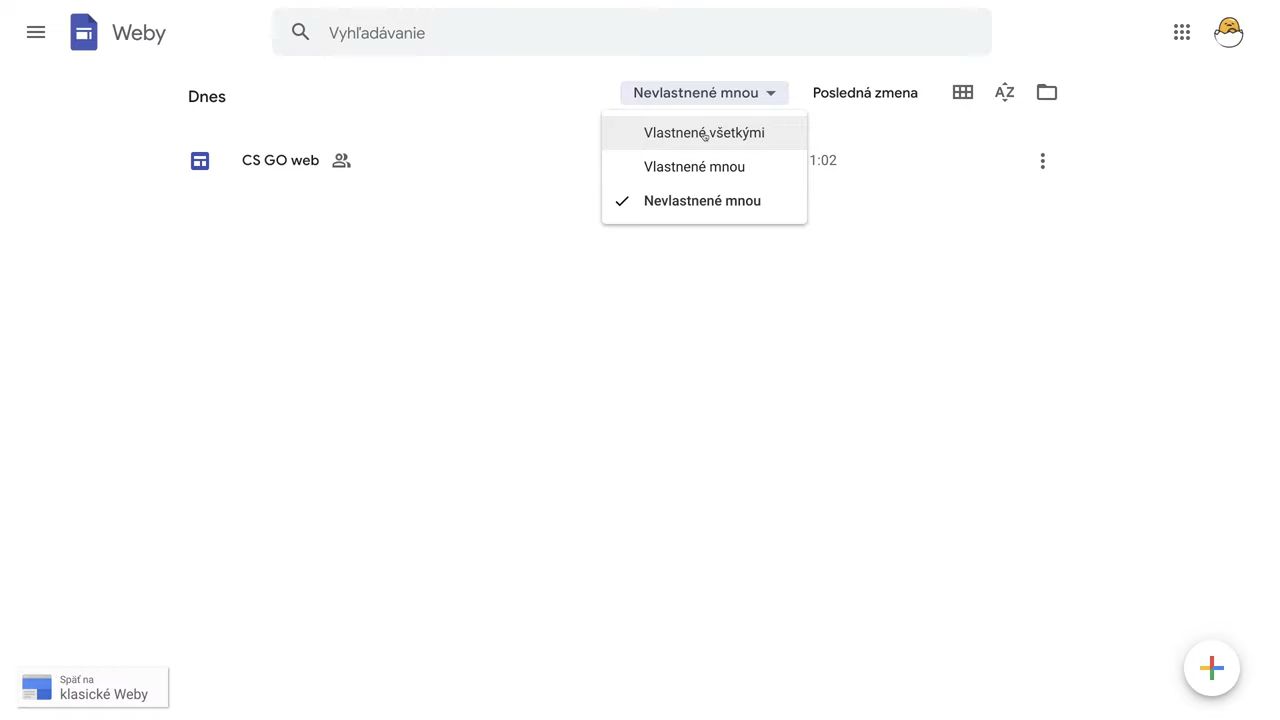 Weby
Vyhľadávanie
Dnes
Nevlastnené mnou
Posledná zmena
AZ
Vlastnené všetkými
Vlastnené mnou
Nevlastnené mnou
CS GO web
1:02
Späť na
klasické Weby